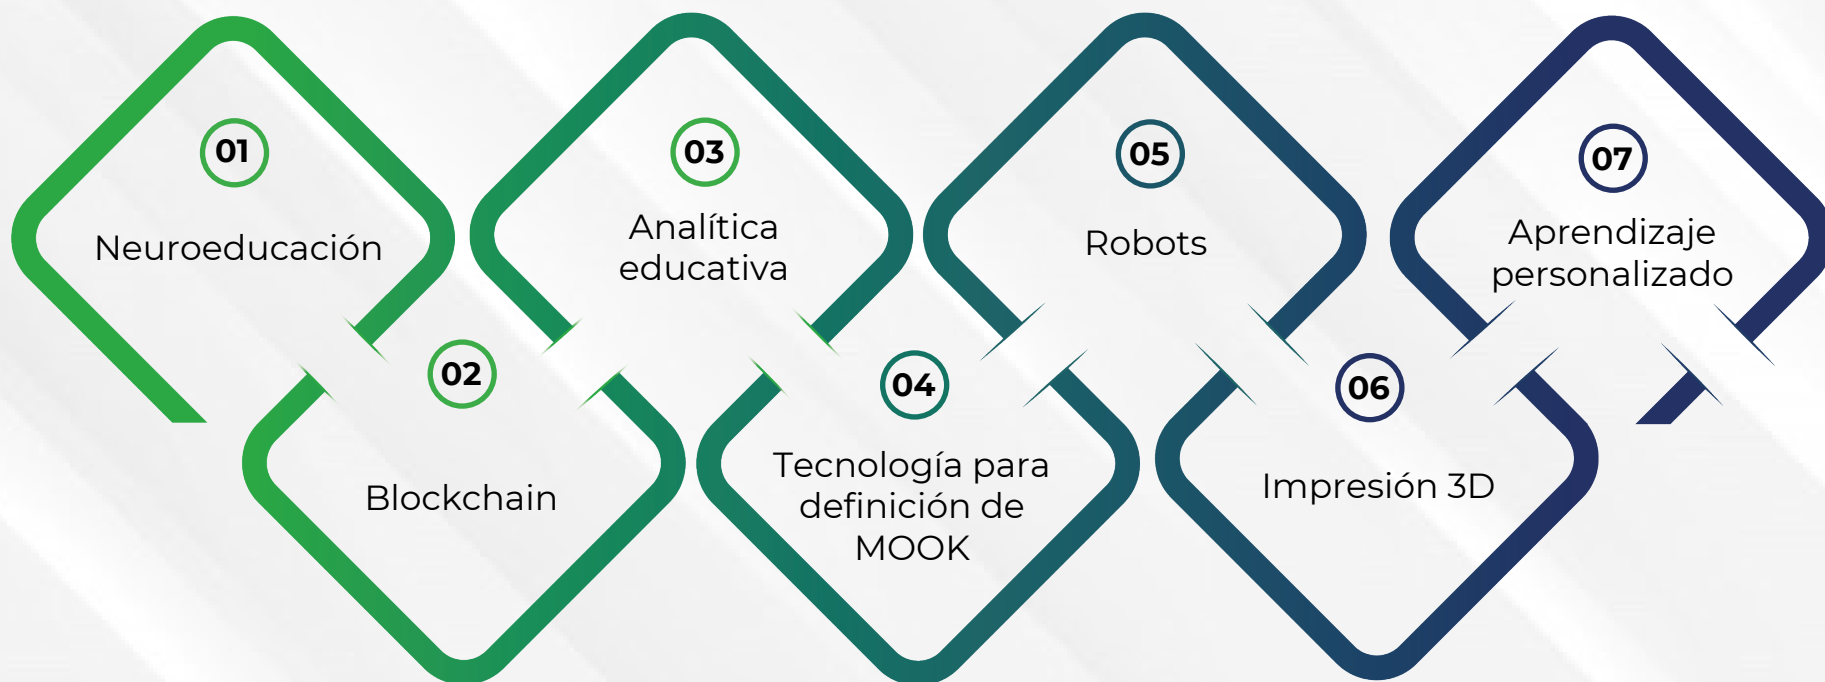 01
Neuroeducación
02
Blockchain
03
Analítica
educativa
04
Tecnología para
definición de
MOOK
05
Robots
06
Impresión 3D
07
Aprendizaje
personalizado